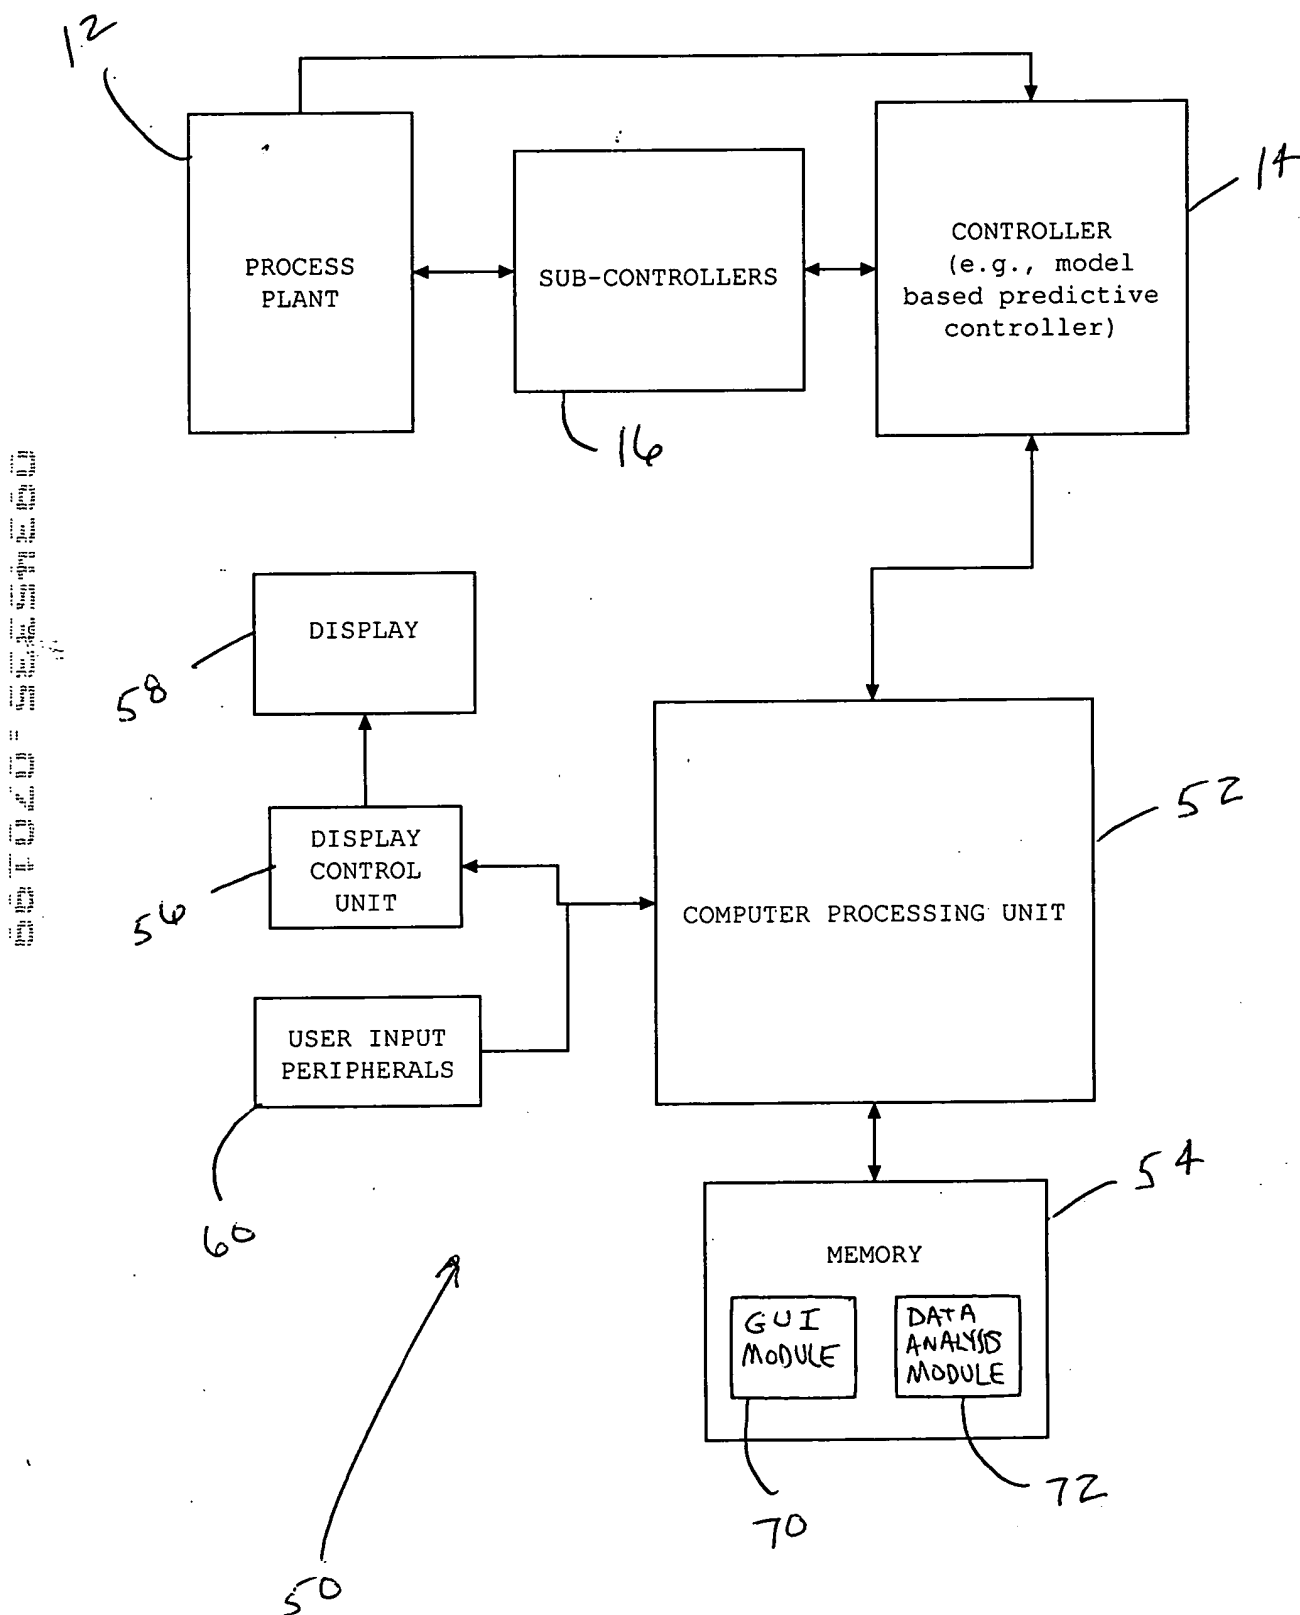 12
14
PROCESS
PLANT
SUB-CONTROLLERS
CONTROLLER
(e.g., model
based predictive
controller)
16
DISPLAY
58
52
DISPLAY
CONTROL
UNIT
56
COMPUTER PROCESSING UNIT
USER INPUT
PERIPHERALS
60
54
MEMORY
GUI
MODULE
DATA
ANALYSIS
MODULE
70
72
50